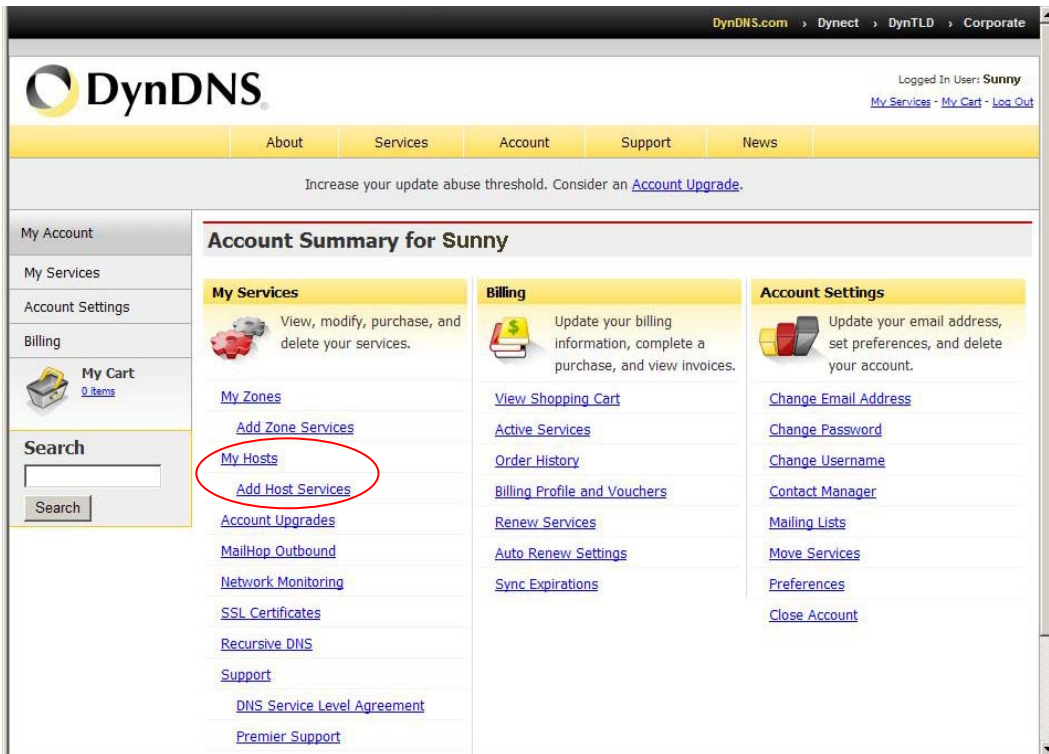 DynDNS.com › Dynect › DynTLD › Corporate
DynDNS®
Logged In User: Sunny
My Services - My Cart - Log Out
About Services Account Support News
Increase your update abuse threshold. Consider an Account Upgrade.
My Account
My Services
Account Settings
Billing
My Cart
0 items
Search
Search
Account Summary for Sunny
My Services
View, modify, purchase, and
delete your services.
My Zones
Add Zone Services
My Hosts
Add Host Services
Account Upgrades
MailHop Outbound
Network Monitoring
SSL Certificates
Recursive DNS
Support
DNS Service Level Agreement
Premier Support
Billing
Update your billing
information, complete a
purchase, and view invoices.
View Shopping Cart
Active Services
Order History
Billing Profile and Vouchers
Renew Services
Auto Renew Settings
Sync Expirations
Account Settings
Update your email address,
set preferences, and delete
your account.
Change Email Address
Change Password
Change Username
Contact Manager
Mailing Lists
Move Services
Preferences
Close Account